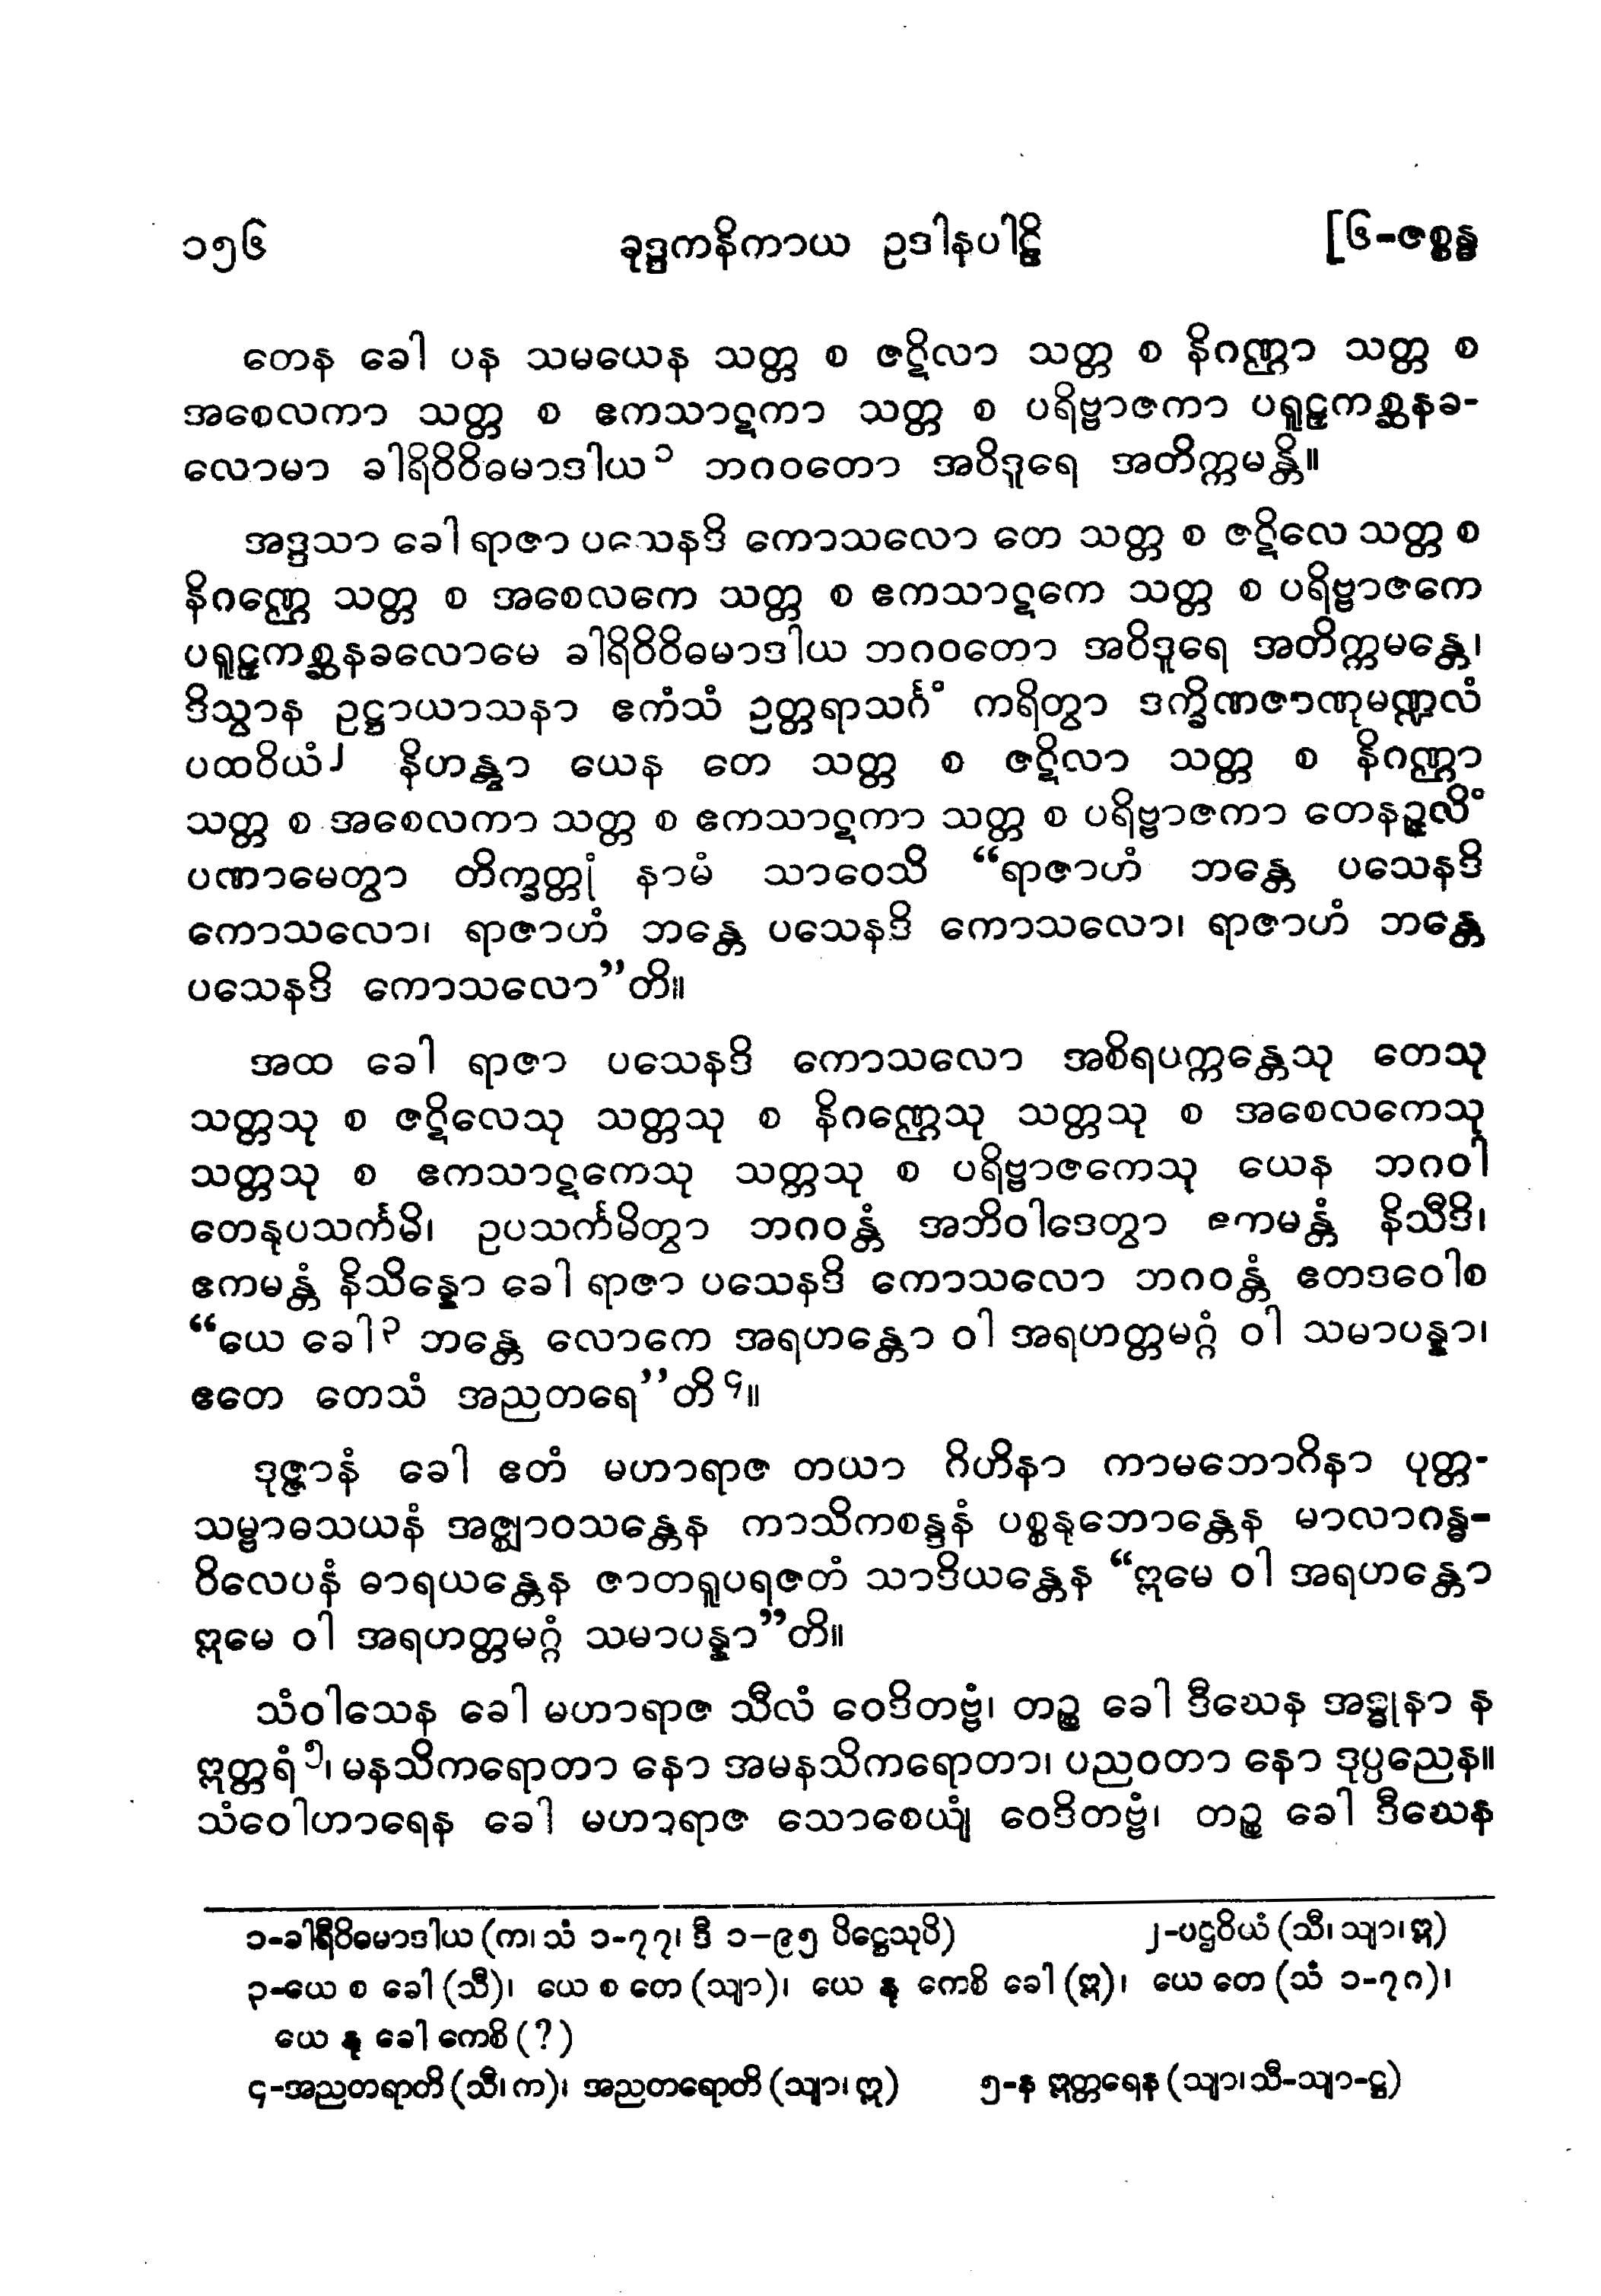 ၁၅၆ ခုဒ္ဒကနိကာယ ဥဒါနပါဠိ [၆-ဇစ္စန္ဓ
တေန ခေါ ပန သမယေန သတ္တ စ ဇဋိလာ သတ္တ စ နိဂဏ္ဌာ သတ္တ စ
အစေလကာ သတ္တ စ ဧကသာဋကာ သတ္တ စ ပရိဗ္ဗာဇကာ ပရူဠှကစ္ဆနခ-
လောမာ ခါရိဝိဝိဓမာဒါယ၁ ဘဂဝတော အဝိဒူရေ အတိက္ကမန္တိ။
အဒ္ဒသာ ခေါ ရာဇာ ပသေနဒိ ကောသလော တေ သတ္တ စ ဇဋိလေ သတ္တ စ
နိဂဏ္ဌေ သတ္တ စ အစေလကေ သတ္တ စ ဧကသာဋကေ သတ္တ စ ပရိဗ္ဗာဇကေ
ပရူဠှကစ္ဆနခလောမေ ခါရိဝိဝိဓမာဒါယ ဘဂဝတော အဝိဒူရေ အတိက္ကမန္တေ၊
ဒိသွာန ဥဋ္ဌာယာသနာ ဧကံသံ ဥတ္တရာသင်္ဂံ ကရိတွာ ဒက္ခိဏဇာဏုမဏ္ဍလံ
ပထဝိယံ၂ နိဟန္တွာ ယေန တေ သတ္တ စ ဇဋိလာ သတ္တ စ နိဂဏ္ဌာ
သတ္တ စ အစေလကာ သတ္တ စ ဧကသာဋကာ သတ္တ စ ပရိဗ္ဗာဇကာ တေနဉ္ဇလိံ
ပဏာမေတွာ တိက္ခတ္တုံ နာမံ သာဝေသိ “ရာဇာဟံ ဘန္တေ ပသေနဒိ
ကောသလော၊ ရာဇာဟံ ဘန္တေ ပသေနဒိ ကောသလော၊ ရာဇာဟံ ဘန္တေ
ပသေနဒိ ကောသလော”တိ။
အထ ခေါ ရာဇာ ပသေနဒိ ကောသလော အစိရပက္ကန္တေသု တေသု
သတ္တသု စ ဇဋိလေသု သတ္တသု စ နိဂဏ္ဌေသု သတ္တသု စ အစေလကေသု
သတ္တသု စ ဧကသာဋကေသု သတ္တသု စ ပရိဗ္ဗာဇကေသု ယေန ဘဂဝါ
တေနုပသင်္ကမိ၊ ဥပသင်္ကမိတွာ ဘဂဝန္တံ အဘိဝါဒေတွာ ဧကမန္တံ နိသီဒိ၊
ဧကမန္တံ နိသိန္နော ခေါ ရာဇာ ပသေနဒိ ကောသလော ဘဂဝန္တံ ဧတဒဝေါစ
“ယေ ခေါ၃ ဘန္တေ လောကေ အရဟန္တော ဝါ အရဟတ္တမဂ္ဂံ ဝါ သမာပန္နာ၊
ဧတေ တေသံ အညတရေ”တိ၄။
ဒုဇ္ဇာနံ ခေါ ဧတံ မဟာရာဇ တယာ ဂိဟိနာ ကာမဘောဂိနာ ပုတ္တ-
သမ္ဗာဓသယနံ အဇ္ဈာဝသန္တေန ကာသိကစန္ဒနံ ပစ္စနုဘောန္တေန မာလာဂန္ဓ-
ဝိလေပနံ ဓာရယန္တေန ဇာတရူပရဇတံ သာဒိယန္တေန “ဣမေ ဝါ အရဟန္တော
ဣမေ ဝါ အရဟတ္တမဂ္ဂံ သမာပန္နာ”တိ။
သံဝါသေန ခေါ မဟာရာဇ သီလံ ဝေဒိတဗ္ဗံ၊ တဉ္စ ခေါ ဒီဃေန အဒ္ဓုနာ န
ဣတ္တရံ၅၊ မနသိကရောတာ နော အမနသိကရောတာ၊ ပညဝတာ နော ဒုပ္ပညေန။
သံဝေါဟာရေန ခေါ မဟာရာဇ သောစေယျံ ဝေဒိတဗ္ဗံ၊ တဉ္စ ခေါ ဒီဃေန
၁-ခါရီဝိဓမာဒါယ (က၊ သံ ၁-၇၇၊ ဒီ ၁-၉၅ ပိဋ္ဌေသုပိ) ၂-ပဌဝိယံ (သီ၊ သျာ၊ ဣ)
၃-ယေ စ ခေါ (သီ)၊ ယေ စ တေ (သျာ)၊ ယေ နု ကေစိ ခေါ (ဣ)၊ ယေ တေ (သံ ၁-၇၈)၊
ယေ နု ခေါ ကေစိ (?)
၄-အညတရာတိ (သီ၊ က)၊ အညတရောတိ (သျာ၊ ဣ) ၅-န ဣတ္တရေန (သျာ၊ သီ-သျာ-ဋ္ဌ)